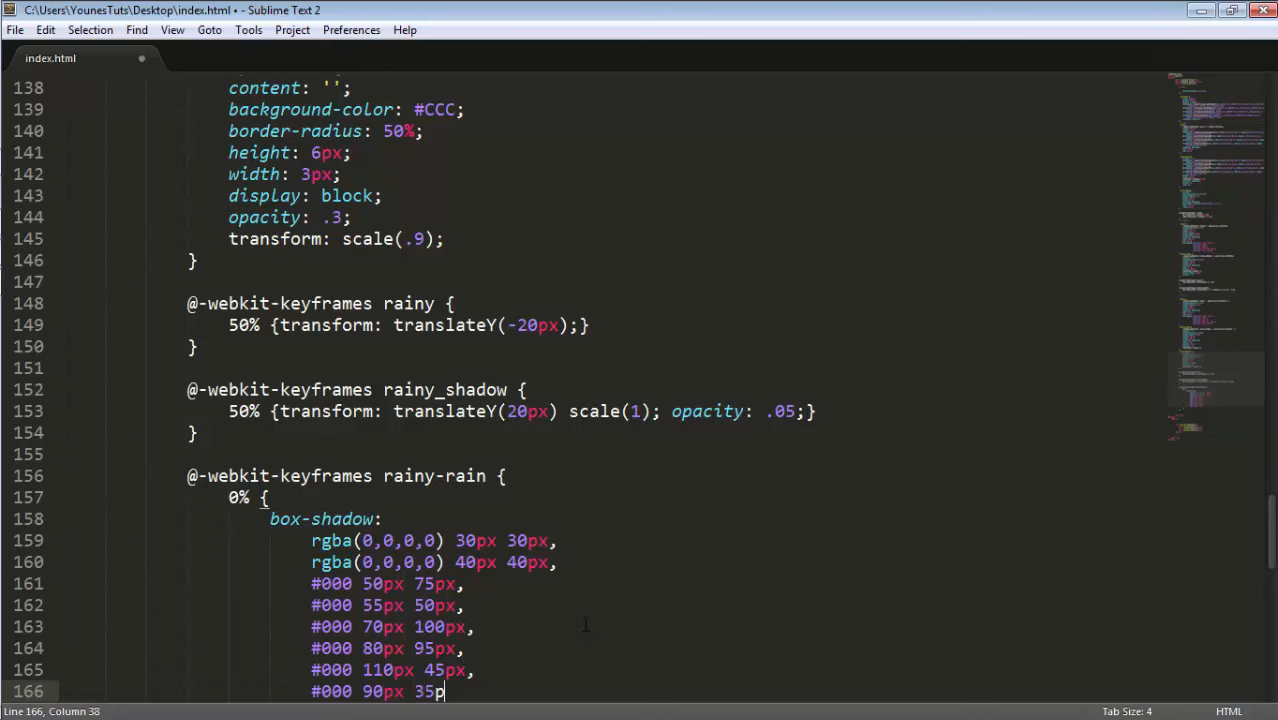 C:\Users\YounesTuts\Desktop\index.html • - Sublime Text 2
File Edit Selection Find View Goto Tools Project Preferences Help
index.html
138 content: '';
139 background-color: #CCC;
140 border-radius: 50%;
141 height: 6px;
142 width: 3px;
143 display: block;
144 opacity: .3;
145 transform: scale(.9);
146 }
147
148 @-webkit-keyframes rainy {
149 50% {transform: translateY(-20px);}
150 }
151
152 @-webkit-keyframes rainy_shadow {
153 50% {transform: translateY(20px) scale(1); opacity: .05;}
154 }
155
156 @-webkit-keyframes rainy-rain {
157 0% {
158 box-shadow:
159 rgba(0,0,0,0) 30px 30px,
160 rgba(0,0,0,0) 40px 40px,
161 #000 50px 75px,
162 #000 55px 50px,
163 #000 70px 100px,
164 #000 80px 95px,
165 #000 110px 45px,
166 #000 90px 35p
Line 166, Column 38 Tab Size: 4 HTML